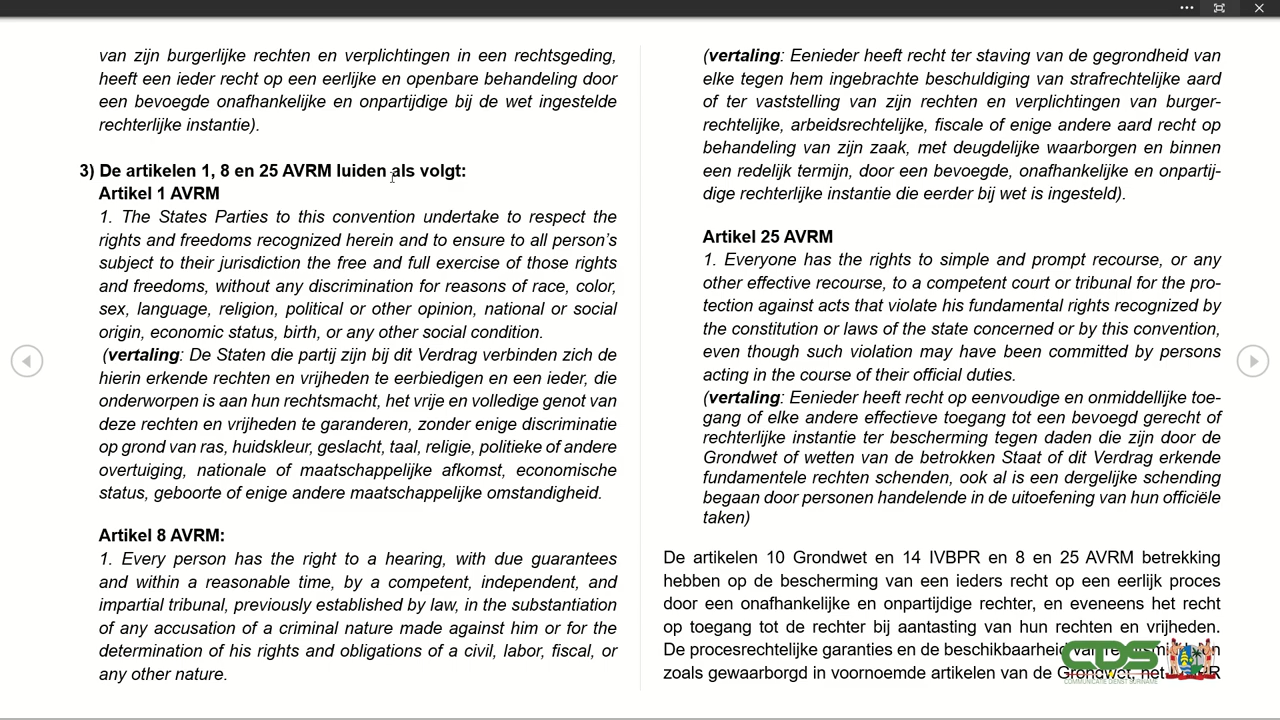 van zijn burgerlijke rechten en verplichtingen in een rechtsgeding,
heeft een ieder recht op een eerlijke en openbare behandeling door
een bevoegde onafhankelijke en onpartijdige bij de wet ingestelde
rechterlijke instantie).
3) De artikelen 1, 8 en 25 AVRM luiden als volgt:
Artikel 1 AVRM
1. The States Parties to this convention undertake to respect the
rights and freedoms recognized herein and to ensure to all person’s
subject to their jurisdiction the free and full exercise of those rights
and freedoms, without any discrimination for reasons of race, color,
sex, language, religion, political or other opinion, national or social
origin, economic status, birth, or any other social condition.
(vertaling: De Staten die partij zijn bij dit Verdrag verbinden zich de
hierin erkende rechten en vrijheden te eerbiedigen en een ieder, die
onderworpen is aan hun rechtsmacht, het vrije en volledige genot van
deze rechten en vrijheden te garanderen, zonder enige discriminatie
op grond van ras, huidskleur, geslacht, taal, religie, politieke of andere
overtuiging, nationale of maatschappelijke afkomst, economische
status, geboorte of enige andere maatschappelijke omstandigheid.
Artikel 8 AVRM:
1. Every person has the right to a hearing, with due guarantees
and within a reasonable time, by a competent, independent, and
impartial tribunal, previously established by law, in the substantiation
of any accusation of a criminal nature made against him or for the
determination of his rights and obligations of a civil, labor, fiscal, or
any other nature.
(vertaling: Eenieder heeft recht ter staving van de gegrondheid van
elke tegen hem ingebrachte beschuldiging van strafrechtelijke aard
of ter vaststelling van zijn rechten en verplichtingen van burger-
rechtelijke, arbeidsrechtelijke, fiscale of enige andere aard recht op
behandeling van zijn zaak, met deugdelijke waarborgen en binnen
een redelijk termijn, door een bevoegde, onafhankelijke en onpartij-
dige rechterlijke instantie die eerder bij wet is ingesteld).
Artikel 25 AVRM
1. Everyone has the rights to simple and prompt recourse, or any
other effective recourse, to a competent court or tribunal for the pro-
tection against acts that violate his fundamental rights recognized by
the constitution or laws of the state concerned or by this convention,
even though such violation may have been committed by persons
acting in the course of their official duties.
(vertaling: Eenieder heeft recht op eenvoudige en onmiddellijke toe-
gang of elke andere effectieve toegang tot een bevoegd gerecht of
rechterlijke instantie ter bescherming tegen daden die zijn door de
Grondwet of wetten van de betrokken Staat of dit Verdrag erkende
fundamentele rechten schenden, ook al is een dergelijke schending
begaan door personen handelende in de uitoefening van hun officiële
taken)
De artikelen 10 Grondwet en 14 IVBPR en 8 en 25 AVRM betrekking
hebben op de bescherming van een ieders recht op een eerlijk proces
door een onafhankelijke en onpartijdige rechter, en eveneens het recht
op toegang tot de rechter bij aantasting van hun rechten en vrijheden.
De procesrechtelijke garanties en de beschikbaarheid van
zoals gewaarborgd in voornoemde artikelen van de Grondwet, het
CDS
COMMUNICATIE DIENST SURINAME